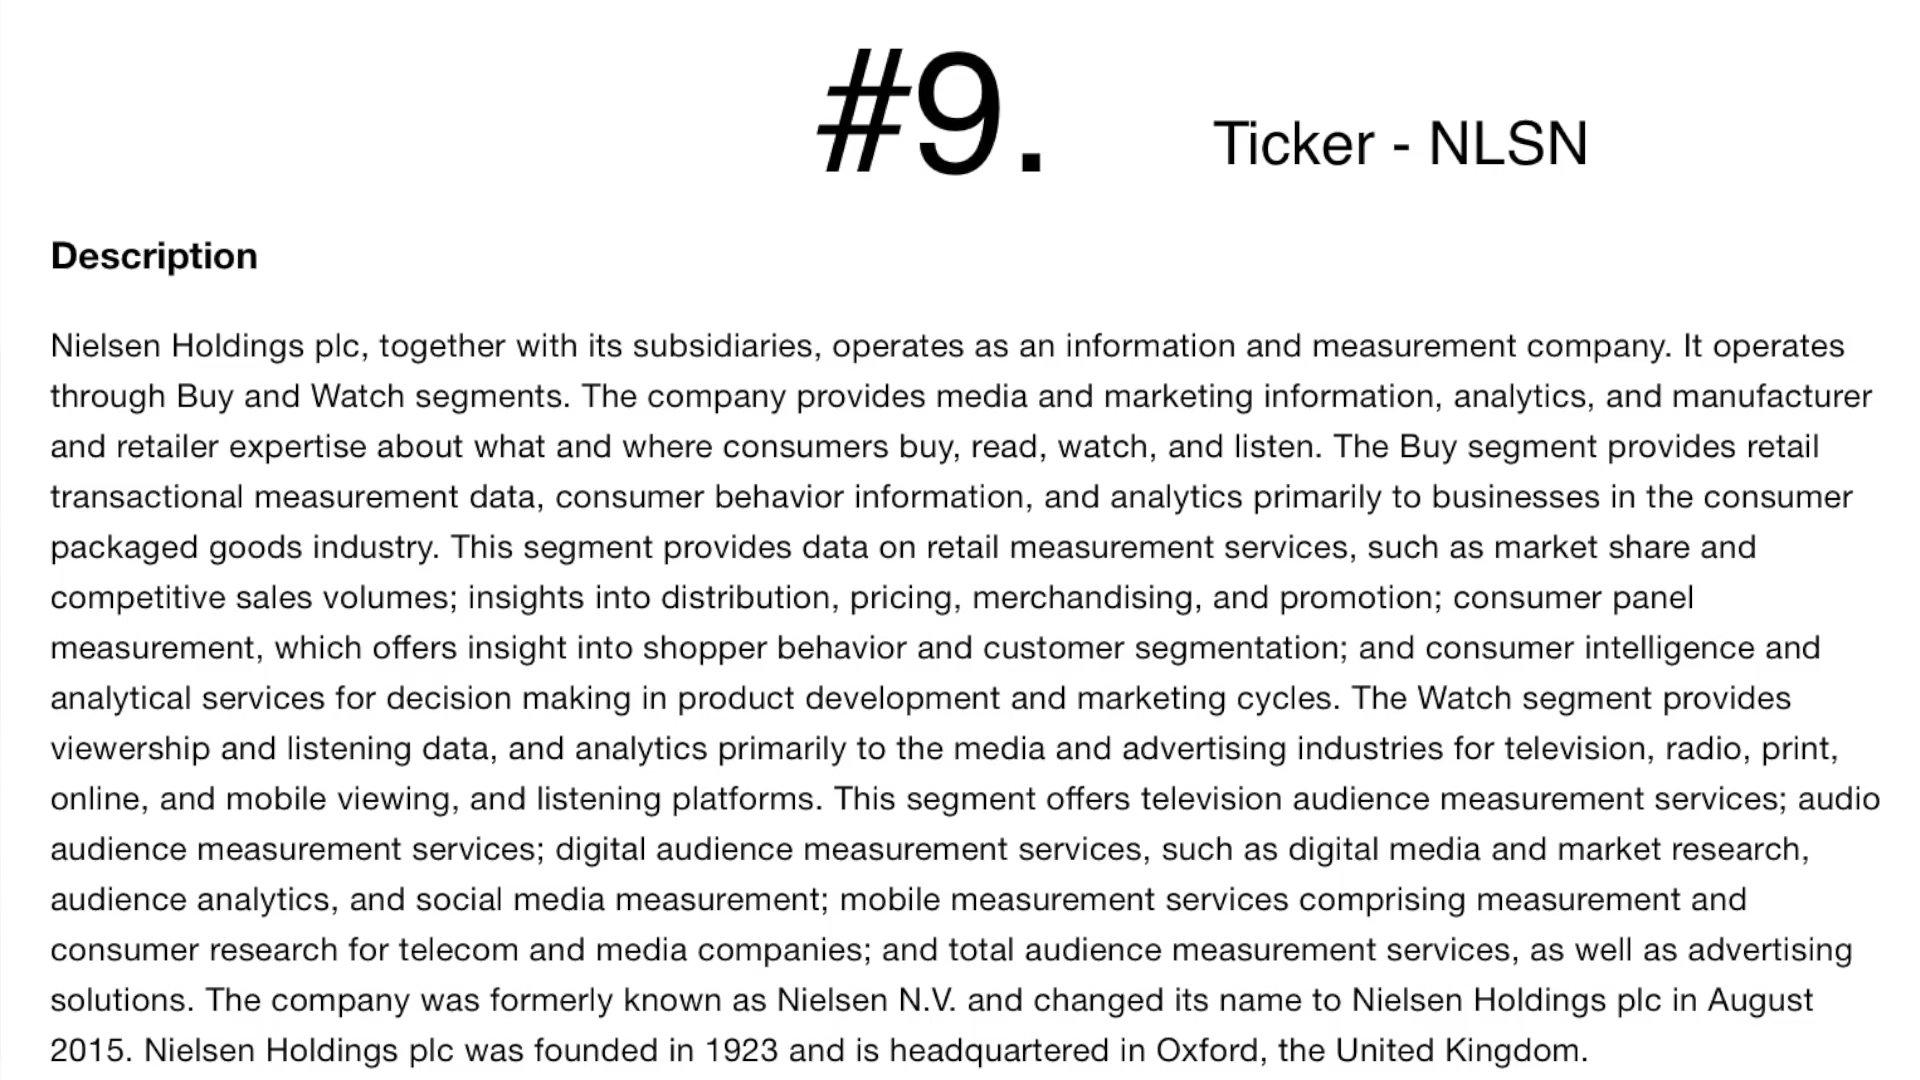 #9.
Ticker - NLSN
Description
Nielsen Holdings plc, together with its subsidiaries, operates as an information and measurement company. It operates
through Buy and Watch segments. The company provides media and marketing information, analytics, and manufacturer
and retailer expertise about what and where consumers buy, read, watch, and listen. The Buy segment provides retail
transactional measurement data, consumer behavior information, and analytics primarily to businesses in the consumer
packaged goods industry. This segment provides data on retail measurement services, such as market share and
competitive sales volumes; insights into distribution, pricing, merchandising, and promotion; consumer panel
measurement, which offers insight into shopper behavior and customer segmentation; and consumer intelligence and
analytical services for decision making in product development and marketing cycles. The Watch segment provides
viewership and listening data, and analytics primarily to the media and advertising industries for television, radio, print,
online, and mobile viewing, and listening platforms. This segment offers television audience measurement services; audio
audience measurement services; digital audience measurement services, such as digital media and market research,
audience analytics, and social media measurement; mobile measurement services comprising measurement and
consumer research for telecom and media companies; and total audience measurement services, as well as advertising
solutions. The company was formerly known as Nielsen N.V. and changed its name to Nielsen Holdings plc in August
2015. Nielsen Holdings plc was founded in 1923 and is headquartered in Oxford, the United Kingdom.